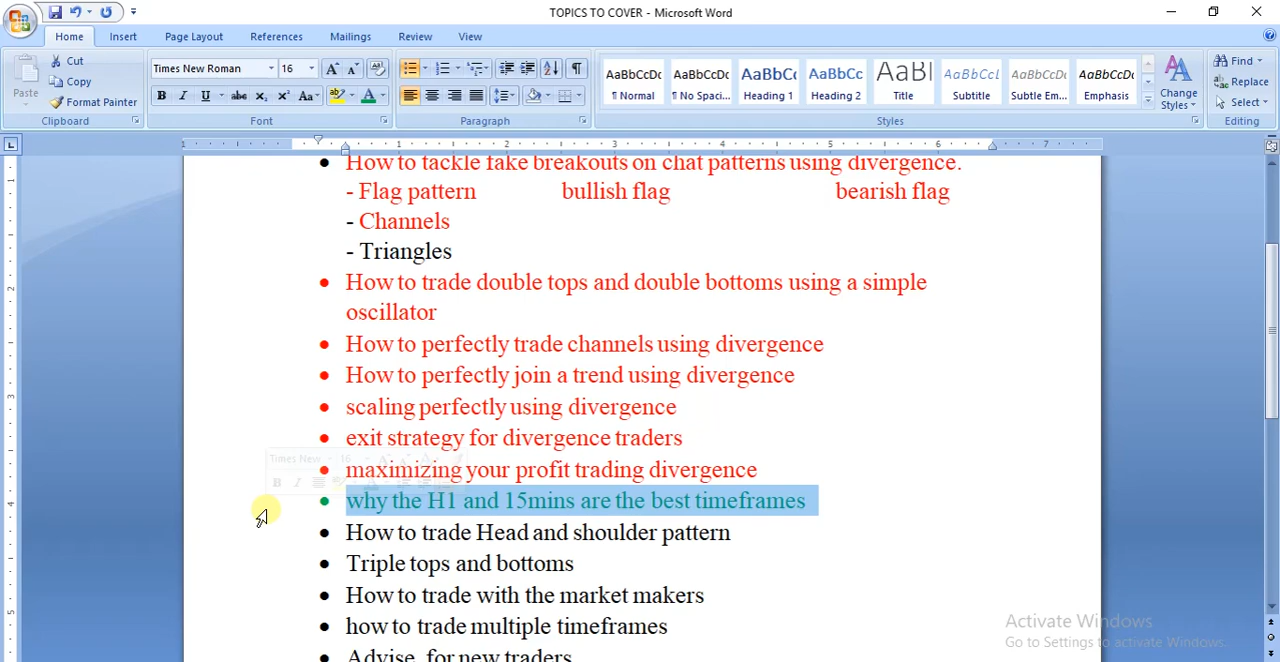 TOPICS TO COVER - Microsoft Word
Home Insert Page Layout References Mailings Review View
Paste
Cut
Copy
Format Painter
Clipboard
Times New Roman 16
Font
Paragraph
AaBbCcDc AaBbCcDc AaBbCc AaBbCc AaBl AaBbCcL AaBbCcDc AaBbCcDc
¶ Normal ¶ No Spaci... Heading 1 Heading 2 Title Subtitle Subtle Em... Emphasis
Change Styles
Styles
Find
Replace
Select
Editing
• How to tackle fake breakouts on chat patterns using divergence.
- Flag pattern bullish flag bearish flag
- Channels
- Triangles
• How to trade double tops and double bottoms using a simple
oscillator
• How to perfectly trade channels using divergence
• How to perfectly join a trend using divergence
• scaling perfectly using divergence
• exit strategy for divergence traders
• maximizing your profit trading divergence
• why the H1 and 15mins are the best timeframes
• How to trade Head and shoulder pattern
• Triple tops and bottoms
• How to trade with the market makers
• how to trade multiple timeframes
• Advise for new traders
Activate Windows
Go to Settings to activate Windows.